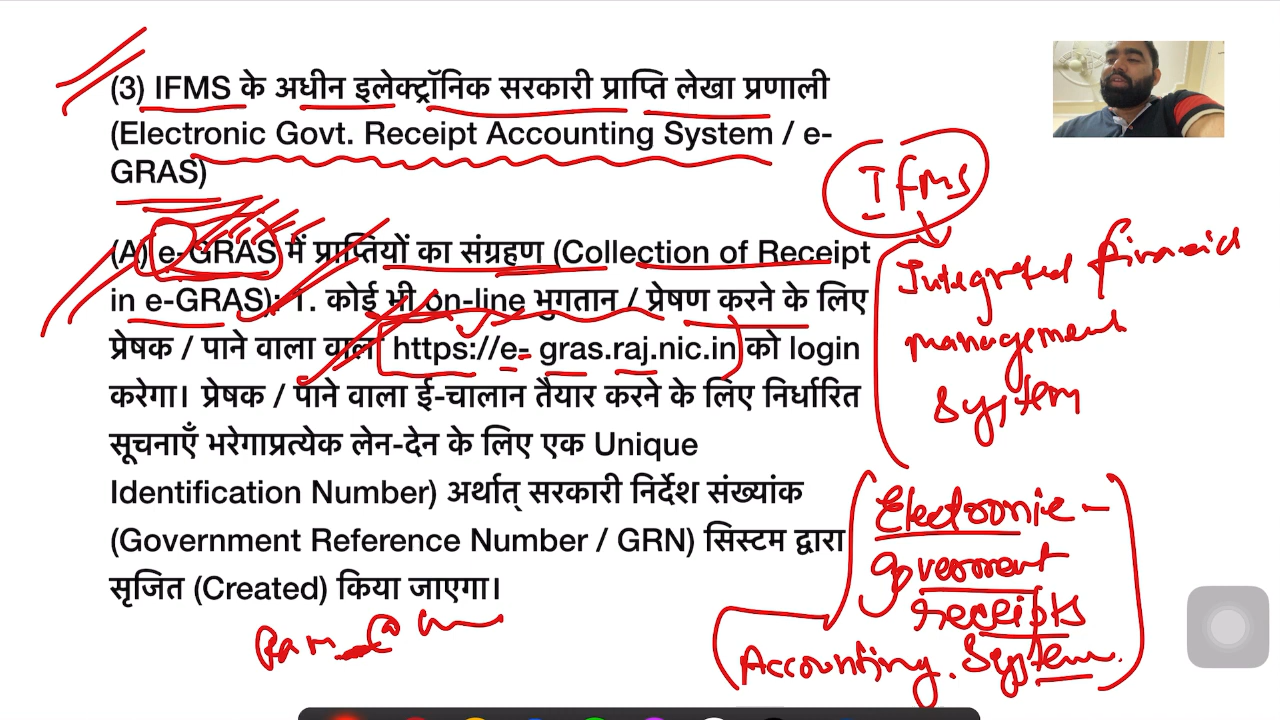 (3) IFMS के अधीन इलेक्ट्रॉनिक सरकारी प्राप्ति लेखा प्रणाली
(Electronic Govt. Receipt Accounting System / e-
GRAS)
(A) e-GRAS में प्राप्तियों का संग्रहण (Collection of Receipt
in e-GRAS): 1. कोई भी on-line भुगतान / प्रेषण करने के लिए
प्रेषक / पाने वाला वाला https://e- gras.raj.nic.in को login
करेगा। प्रेषक / पाने वाला ई-चालान तैयार करने के लिए निर्धारित
सूचनाएँ भरेगाप्रत्येक लेन-देन के लिए एक Unique
Identification Number) अर्थात् सरकारी निर्देश संख्यांक
(Government Reference Number / GRN) सिस्टम द्वारा
सृजित (Created) किया जाएगा।
Ifms
Integrated financial
management
System
Electronic -
Government
receipts
Accounting System.